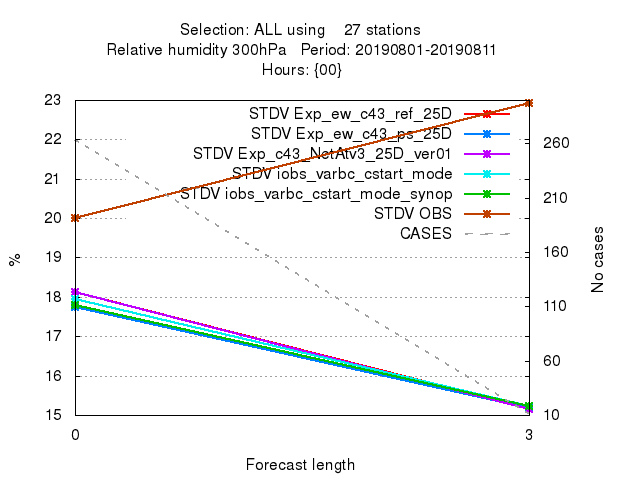 Selection: ALL using 27 stations
Relative humidity 300hPa Period: 20190801-20190811
Hours: {00}
STDV Exp_ew_c43_ref_25D
STDV Exp_ew_c43_ps_25D
STDV Exp_c43_NetAtv3_25D_ver01
STDV iobs_varbc_cstart_mode
STDV iobs_varbc_cstart_mode_synop
STDV OBS
CASES
23
22
21
20
19
18
17
16
15
%
260
210
160
110
60
10
No cases
0 3
Forecast length